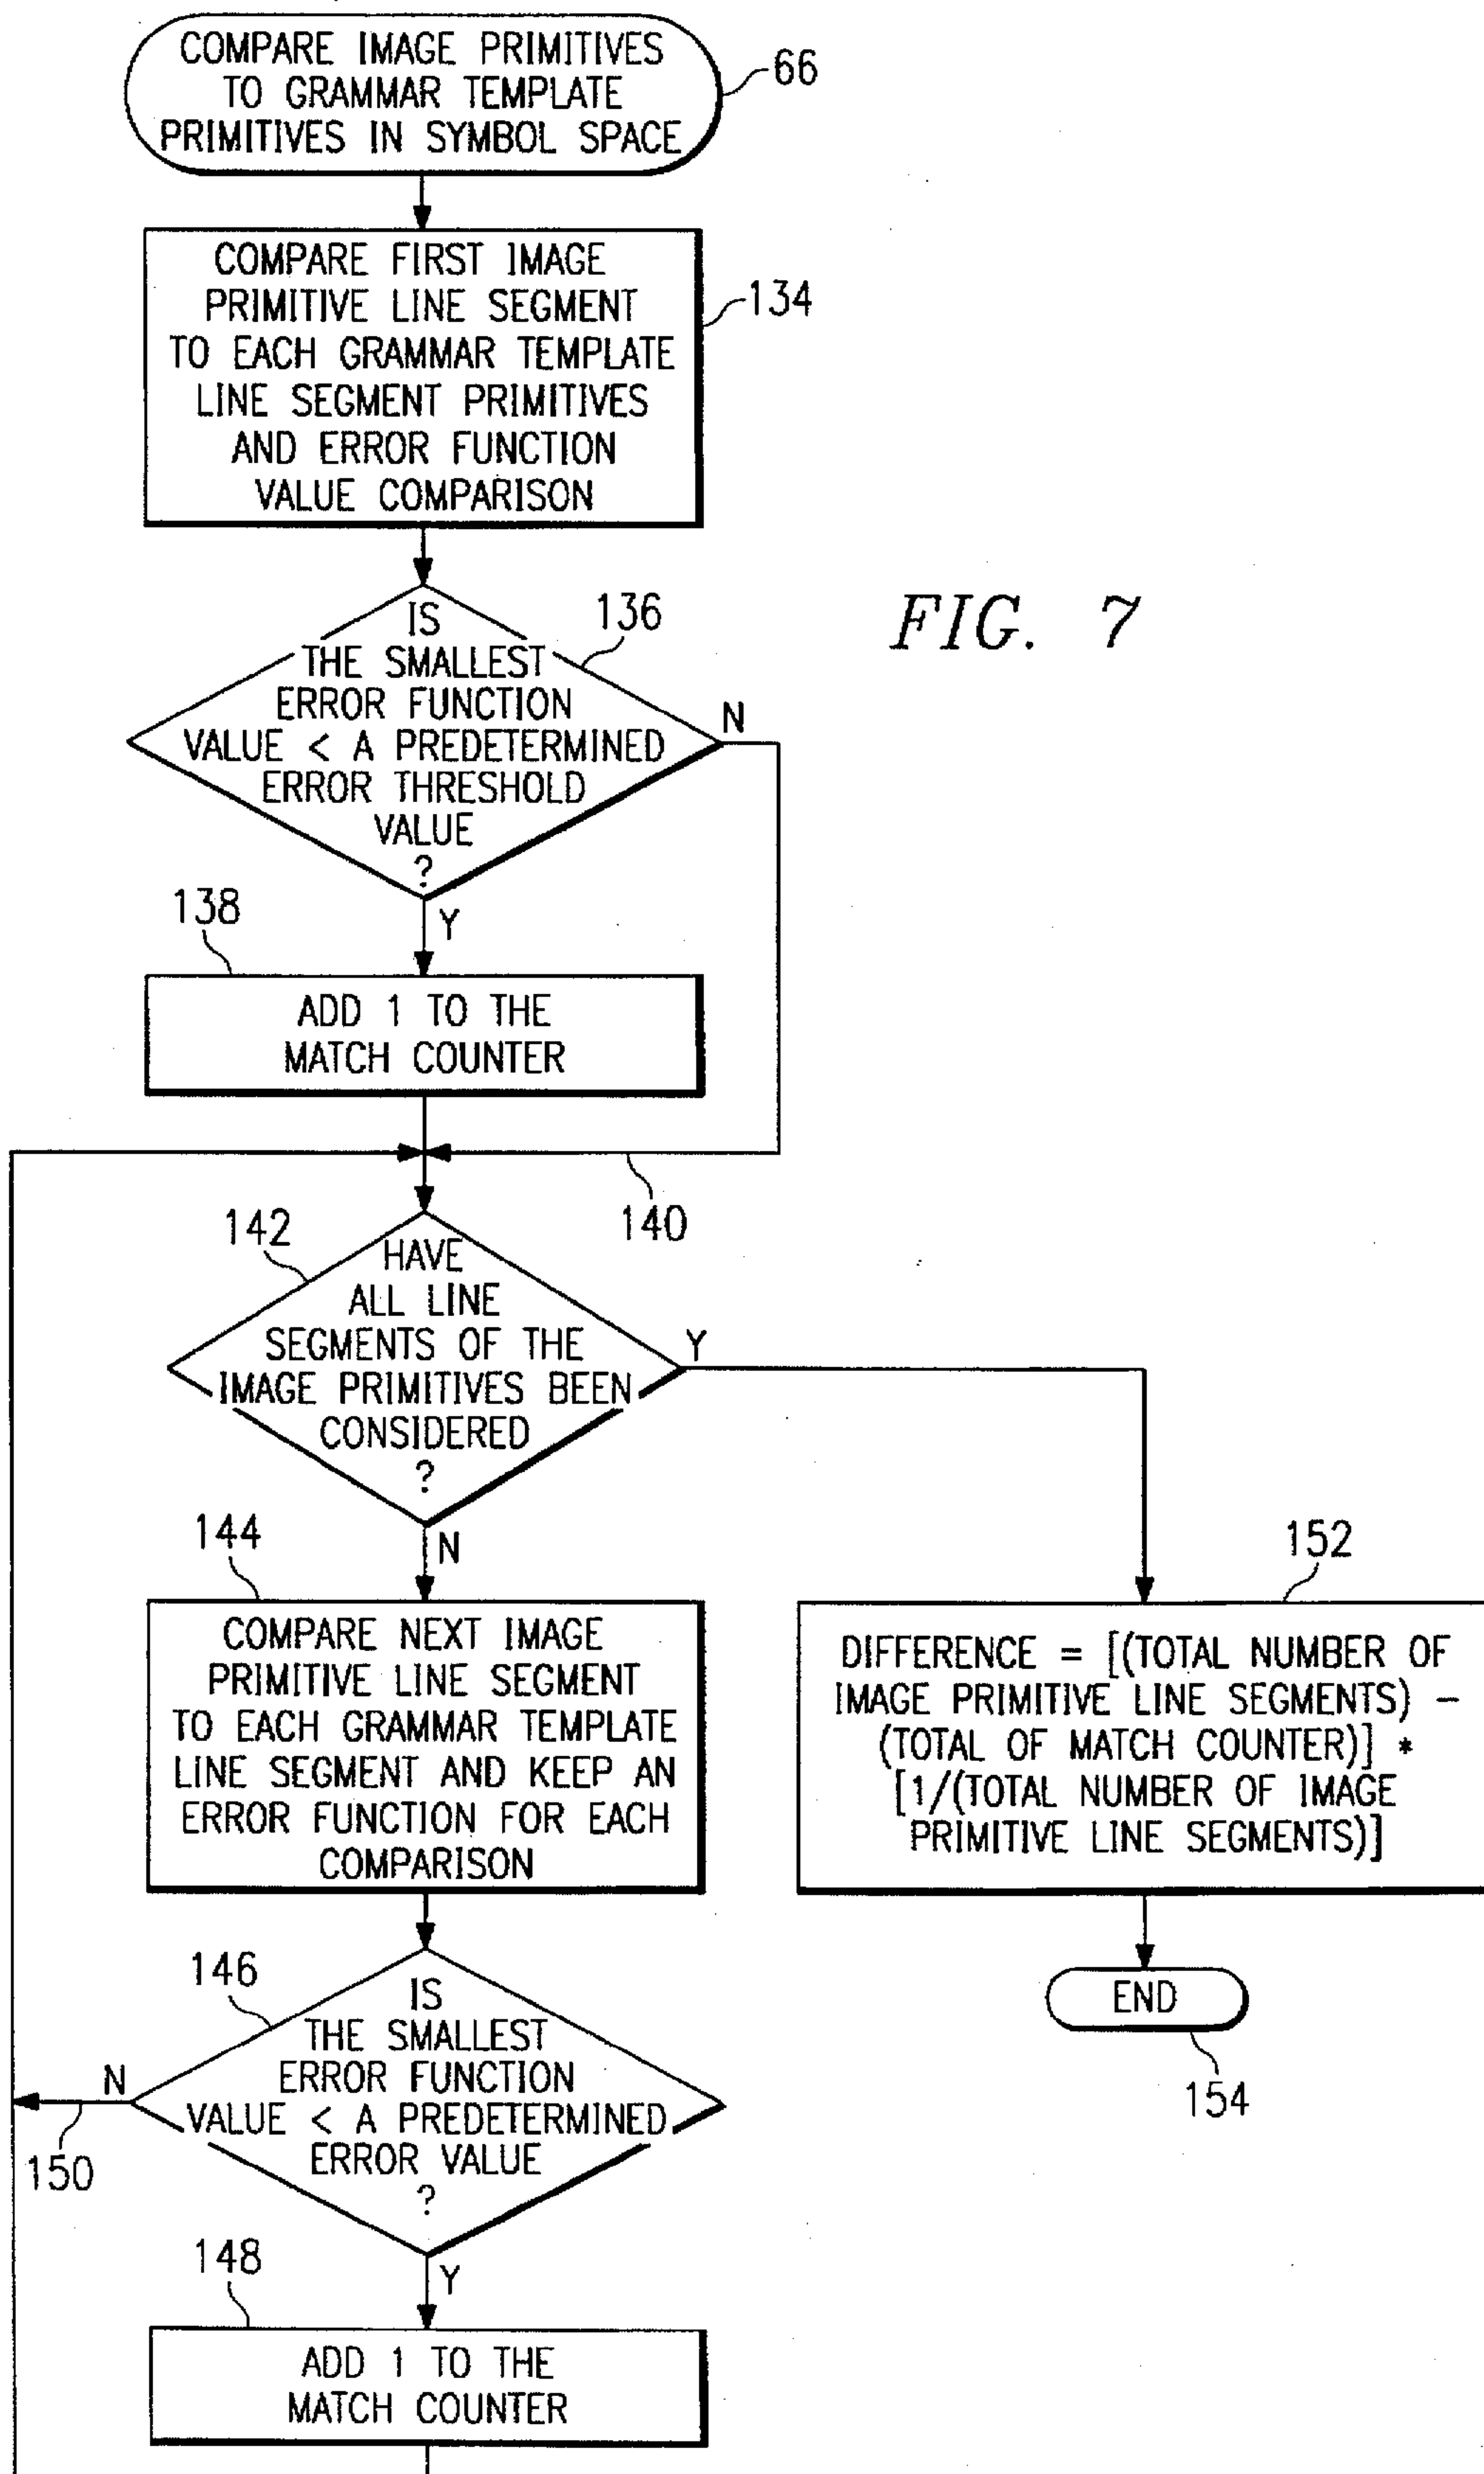 COMPARE IMAGE PRIMITIVES
TO GRAMMAR TEMPLATE
PRIMITIVES IN SYMBOL SPACE
66
COMPARE FIRST IMAGE
PRIMITIVE LINE SEGMENT
TO EACH GRAMMAR TEMPLATE
LINE SEGMENT PRIMITIVES
AND ERROR FUNCTION
VALUE COMPARISON
134
FIG. 7
IS
THE SMALLEST
ERROR FUNCTION
VALUE < A PREDETERMINED
ERROR THRESHOLD
VALUE
?
136
N
Y
138
ADD 1 TO THE
MATCH COUNTER
140
142
HAVE
ALL LINE
SEGMENTS OF THE
IMAGE PRIMITIVES BEEN
CONSIDERED
?
Y
N
144
COMPARE NEXT IMAGE
PRIMITIVE LINE SEGMENT
TO EACH GRAMMAR TEMPLATE
LINE SEGMENT AND KEEP AN
ERROR FUNCTION FOR EACH
COMPARISON
152
DIFFERENCE = [(TOTAL NUMBER OF
IMAGE PRIMITIVE LINE SEGMENTS) –
(TOTAL OF MATCH COUNTER)] *
[1/(TOTAL NUMBER OF IMAGE
PRIMITIVE LINE SEGMENTS)]
END
154
146
IS
THE SMALLEST
ERROR FUNCTION
VALUE < A PREDETERMINED
ERROR VALUE
?
N
150
Y
148
ADD 1 TO THE
MATCH COUNTER